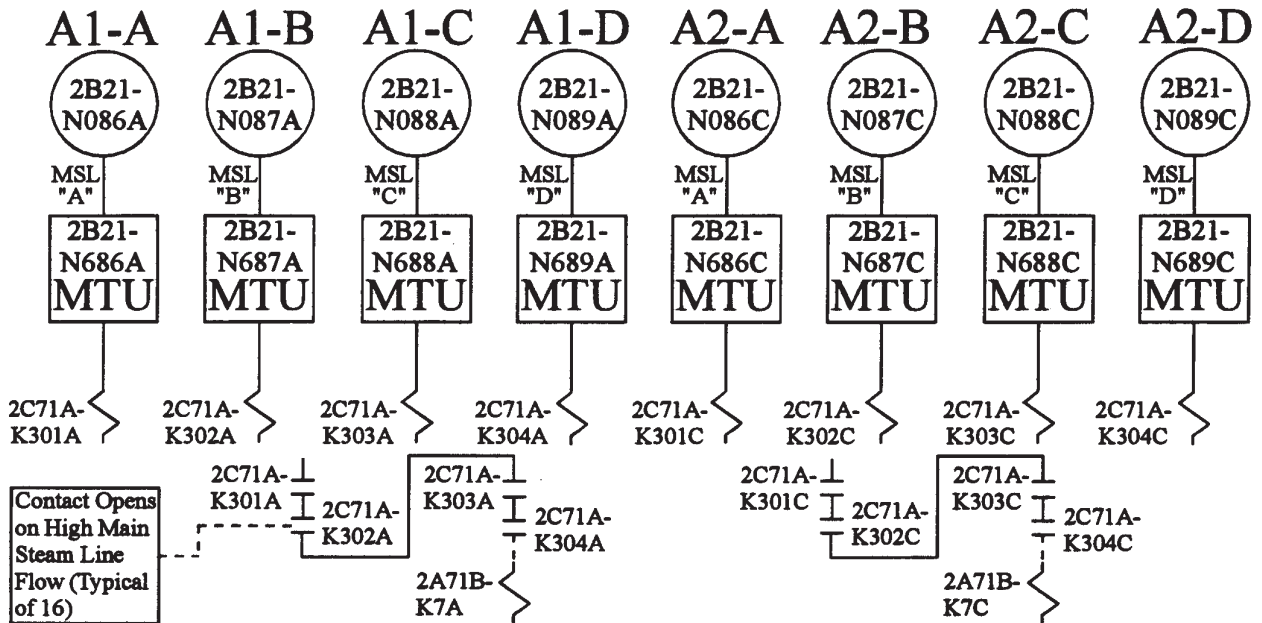 A1-A A1-B A1-C A1-D A2-A A2-B A2-C A2-D
2B21- 2B21- 2B21- 2B21- 2B21- 2B21- 2B21- 2B21-
N086A N087A N088A N089A N086C N087C N088C N089C
MSL MSL MSL MSL MSL MSL MSL MSL
"A" "B" "C" "D" "A" "B" "C" "D"
2B21- 2B21- 2B21- 2B21- 2B21- 2B21- 2B21- 2B21-
N686A N687A N688A N689A N686C N687C N688C N689C
MTU MTU MTU MTU MTU MTU MTU MTU
2C71A- 2C71A- 2C71A- 2C71A- 2C71A- 2C71A- 2C71A- 2C71A-
K301A K302A K303A K304A K301C K302C K303C K304C
2C71A-
K301A
2C71A-
K302A
2C71A-
K303A
2C71A-
K304A
2A71B-
K7A
2C71A-
K301C
2C71A-
K302C
2C71A-
K303C
2C71A-
K304C
2A71B-
K7C
Contact Opens
on High Main
Steam Line
Flow (Typical
of 16)